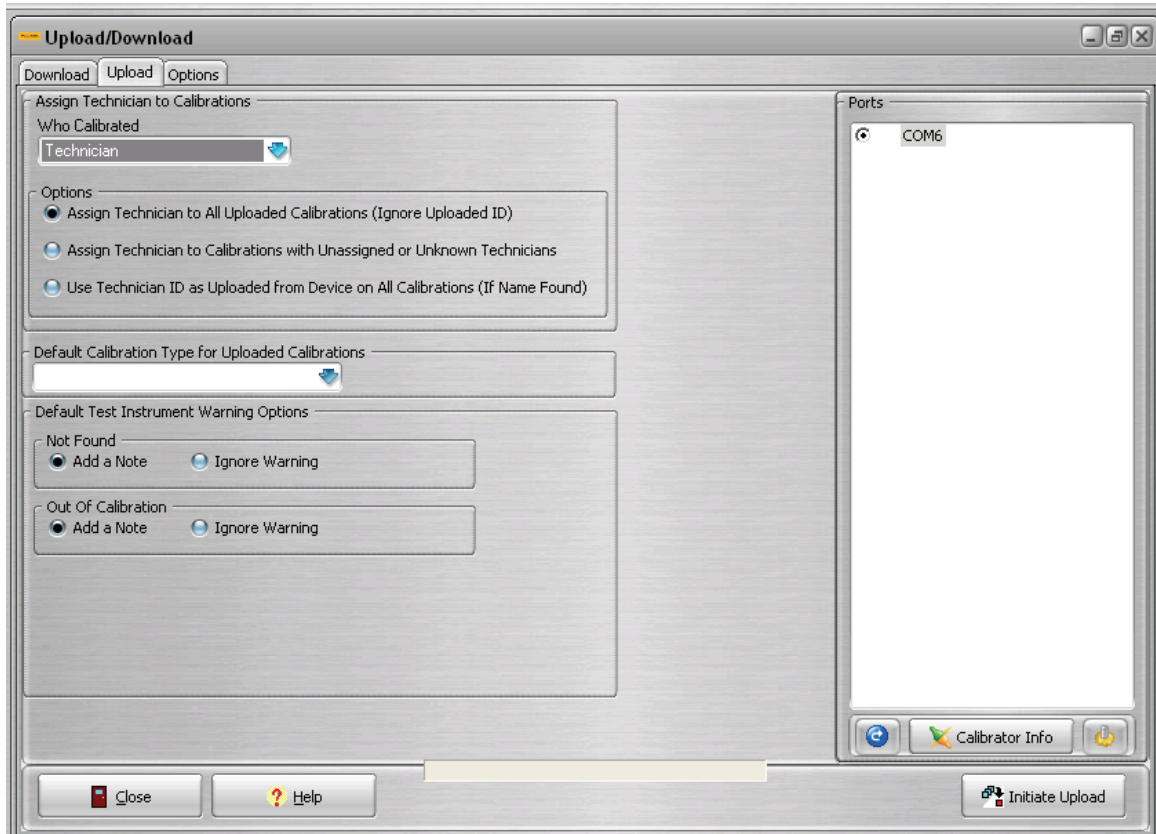 Upload/Download
Download Upload Options
Assign Technician to Calibrations
Who Calibrated
Technician
Options
Assign Technician to All Uploaded Calibrations (Ignore Uploaded ID)
Assign Technician to Calibrations with Unassigned or Unknown Technicians
Use Technician ID as Uploaded from Device on All Calibrations (If Name Found)
Default Calibration Type for Uploaded Calibrations
Default Test Instrument Warning Options
Not Found
Add a Note Ignore Warning
Out Of Calibration
Add a Note Ignore Warning
Ports
COM6
Calibrator Info
Close Help Initiate Upload